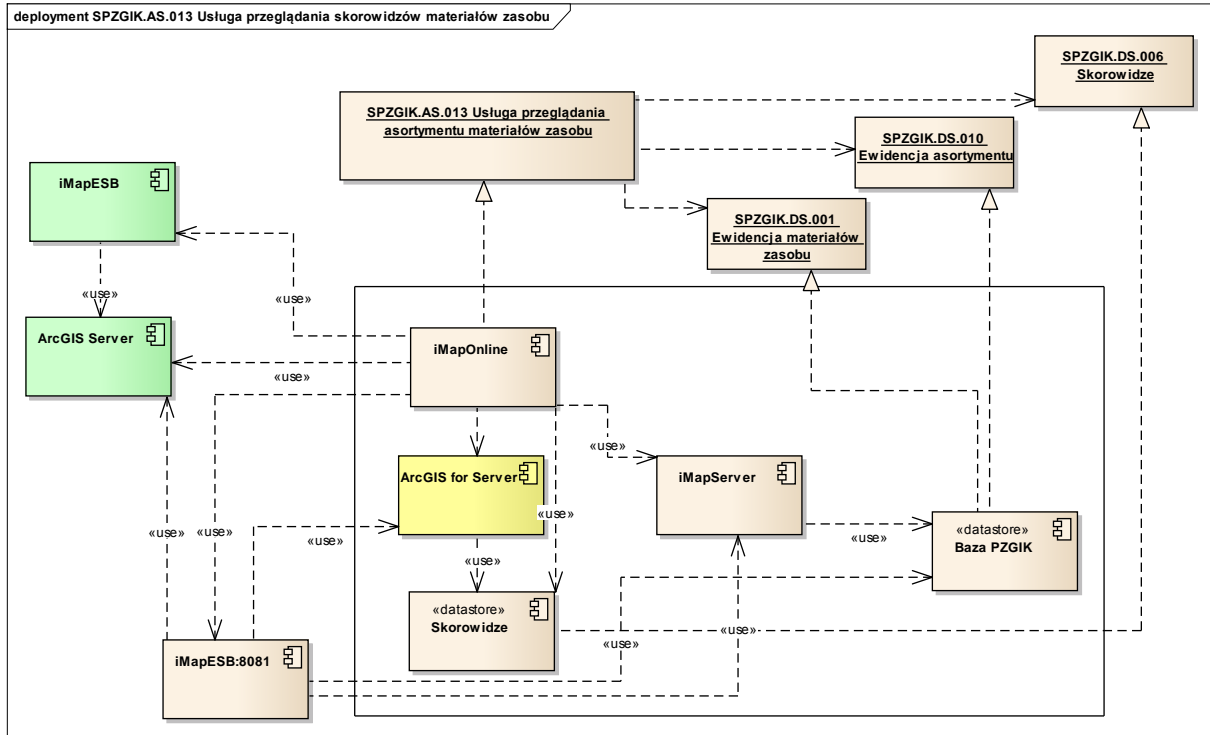 deployment SPZGIK.AS.013 Usługa przeglądania skorowidzów materiałów zasobu
SPZGIK.DS.006
Skorowidze
SPZGIK.AS.013 Usługa przeglądania
asortymentu materiałów zasobu
SPZGIK.DS.010
Ewidencja asortymentu
iMapESB
SPZGIK.DS.001
Ewidencja materiałów
zasobu
«use»
«use»
ArcGIS Server
iMapOnline
«use»
«use»
ArcGIS for Server
iMapServer
«use»
«use»
«use»
«datastore»
Baza PZGIK
«use»
«use»
«use»
«datastore»
Skorowidze
«use»
«use»
iMapESB:8081